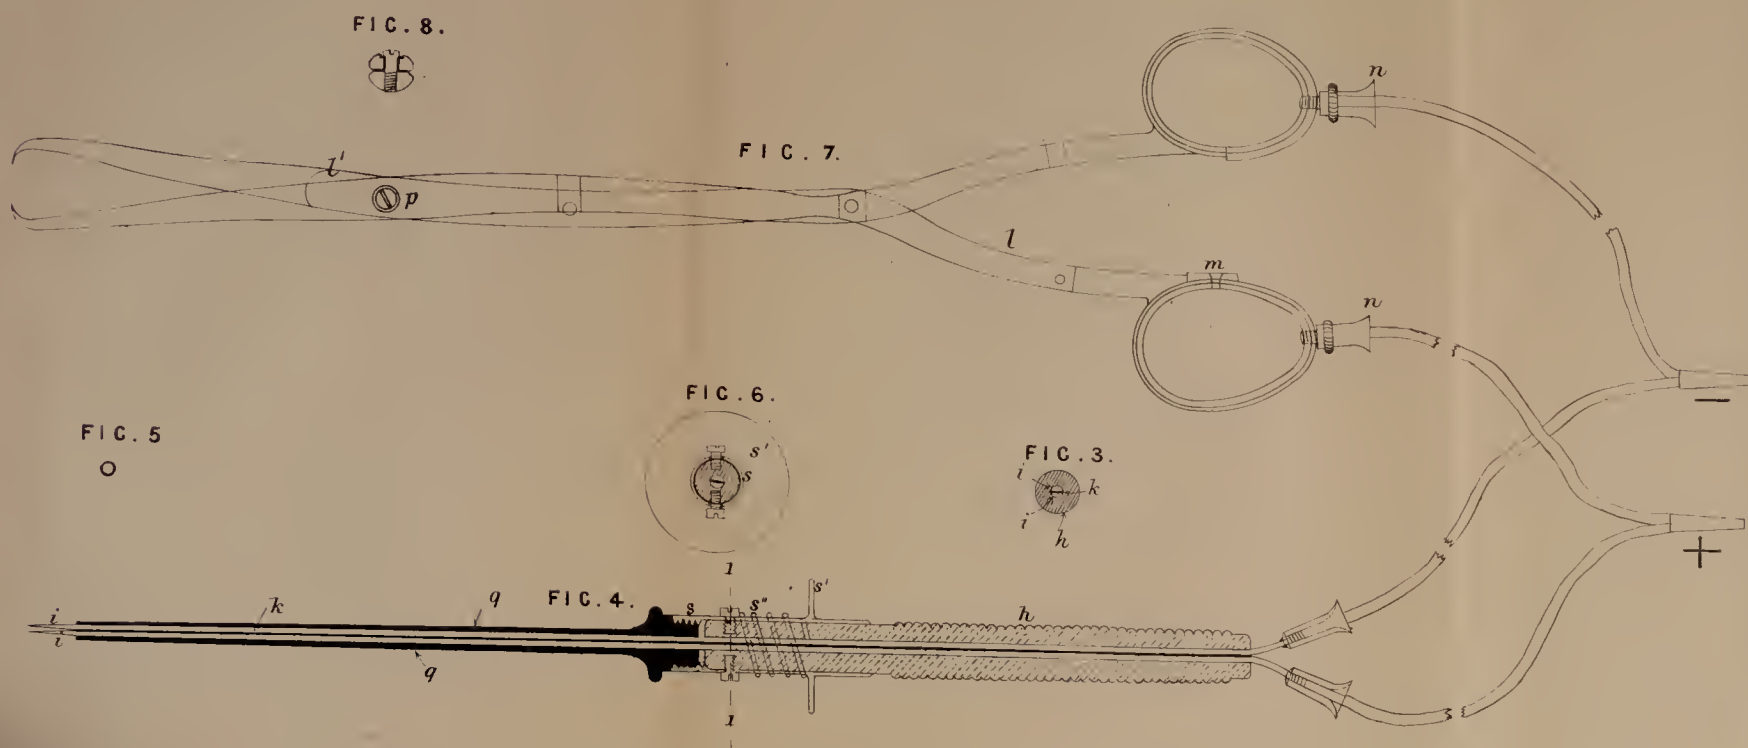 FIG. 8.
n
FIG. 7.
l'
p
l
m
n
FIG. 6.
s'
s
FIG. 5
FIG. 3.
i
k
i
h
−
+
1
i
k
q
FIG. 4.
s
s"
s'
h
i
q
1